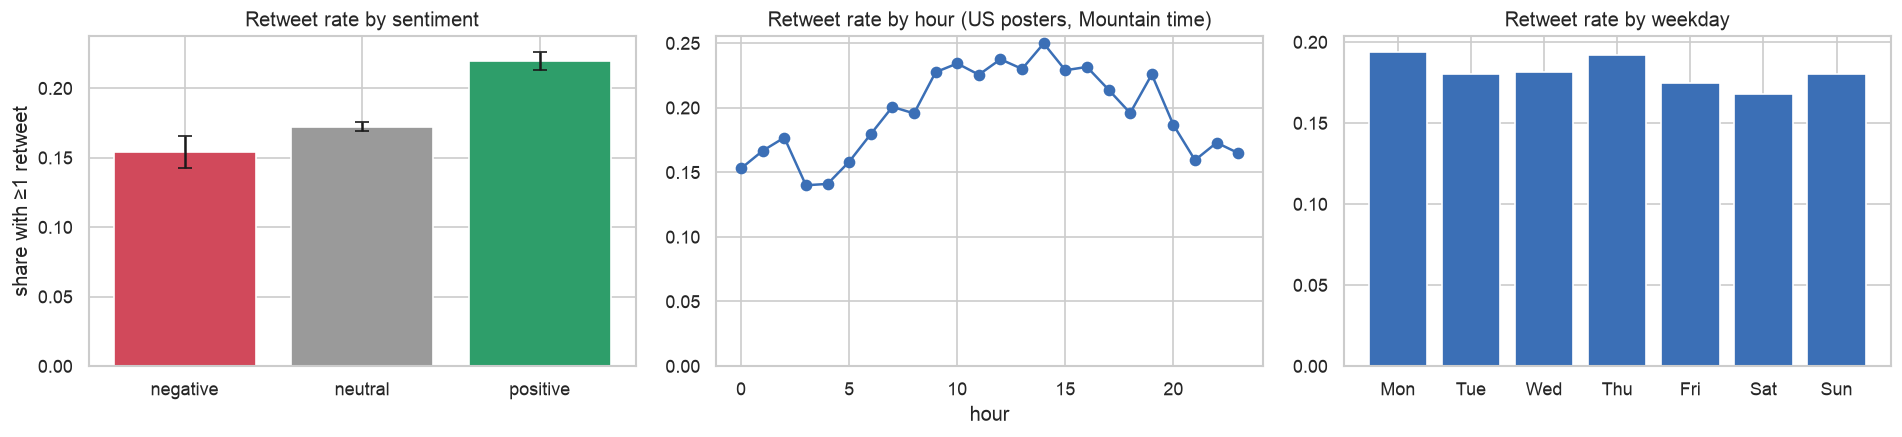 Retweet rate by sentiment
share with ≥1 retweet
0.20
0.15
0.10
0.05
0.00
negative neutral positive
Retweet rate by hour (US posters, Mountain time)
0.25
0.20
0.15
0.10
0.05
0.00
0 5 10 15 20
hour
Retweet rate by weekday
0.20
0.15
0.10
0.05
0.00
Mon Tue Wed Thu Fri Sat Sun